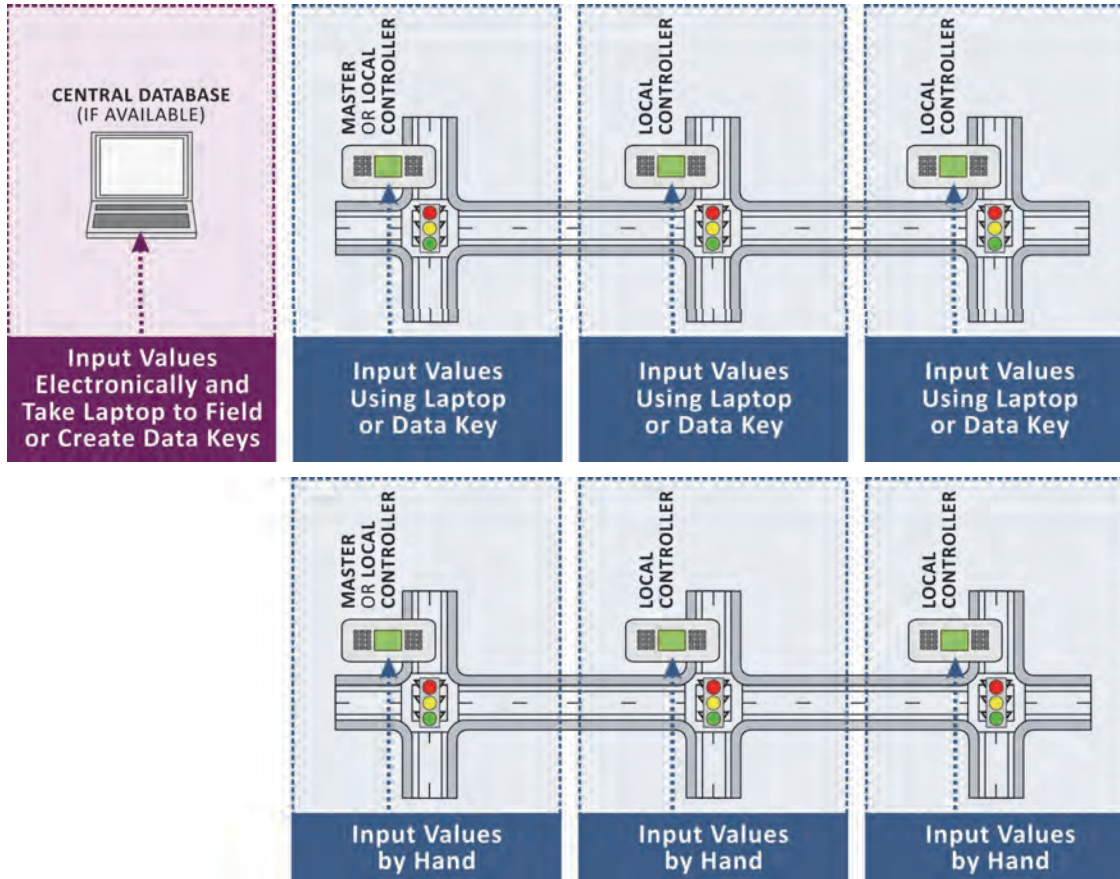 CENTRAL DATABASE
(IF AVAILABLE)
Input Values
Electronically and
Take Laptop to Field
or Create Data Keys
MASTER
OR LOCAL
CONTROLLER
Input Values
Using Laptop
or Data Key
LOCAL
CONTROLLER
Input Values
Using Laptop
or Data Key
LOCAL
CONTROLLER
Input Values
Using Laptop
or Data Key
MASTER
OR LOCAL
CONTROLLER
Input Values
by Hand
LOCAL
CONTROLLER
Input Values
by Hand
LOCAL
CONTROLLER
Input Values
by Hand